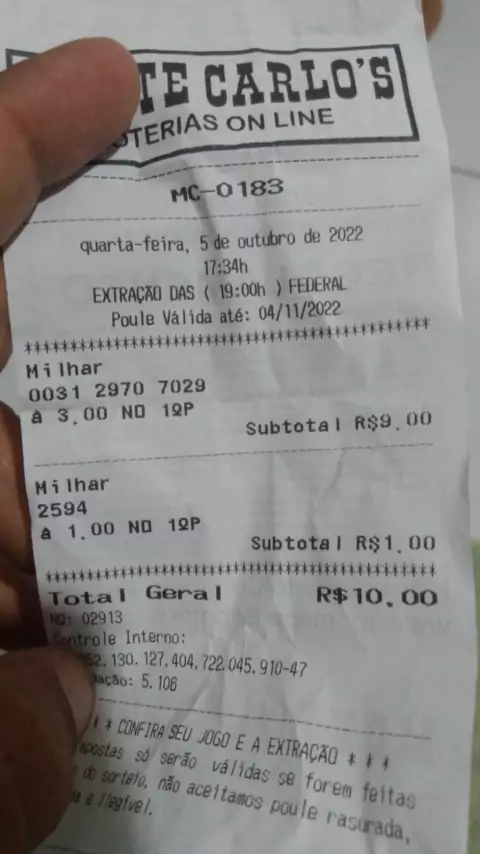 TE CARLO'S
OTERIAS ON LINE
MC-0183
quarta-feira, 5 de outubro de 2022
17:34h
EXTRAÇÃO DAS ( 19:00h ) FEDERAL
Poule Válida até: 04/11/2022
************************************************
Milhar
0031 2970 7029
à 3,00 NO 1ºP
Subtotal R$9,00
Milhar
2594
à 1,00 NO 1ºP
Subtotal R$1,00
************************************************
Total Geral R$10,00
NO: 02913
ontrole Interno:
52.130.127.404.722.045.910-47
ação: 5.106
* * CONFIRA SEU JOGO E A EXTRAÇÃO * * *
apostas só serão válidas se forem feitas
do sorteio, não aceitamos poule rasurada,
e ilegível.